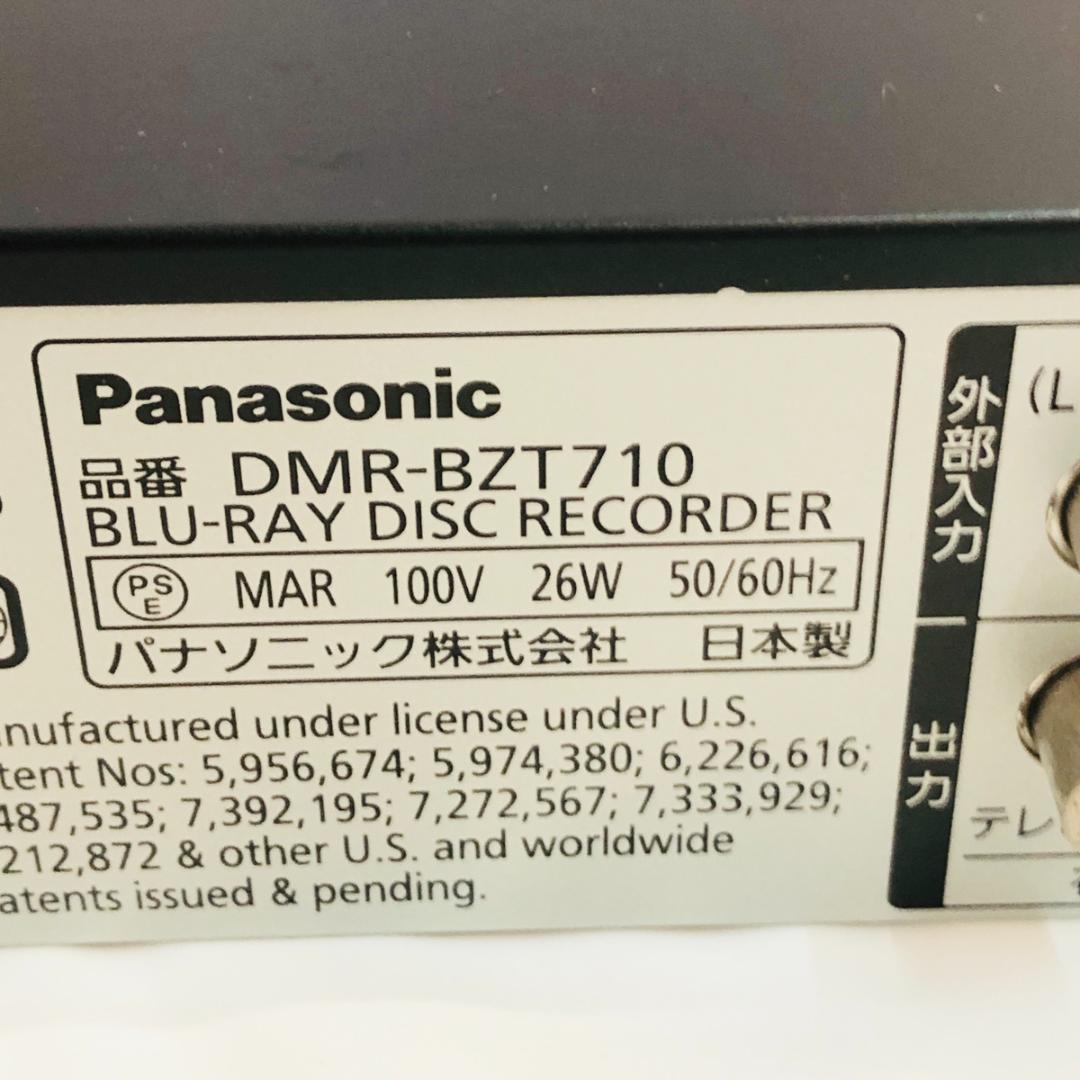 Panasonic
品番 DMR-BZT710
BLU-RAY DISC RECORDER
PS E MAR 100V 26W 50/60Hz
パナソニック株式会社 日本製
nufactured under license under U.S.
tent Nos: 5,956,674; 5,974,380; 6,226,616;
487,535; 7,392,195; 7,272,567; 7,333,929;
212,872 & other U.S. and worldwide
atents issued & pending.
外部入力
(L
出力
テレ